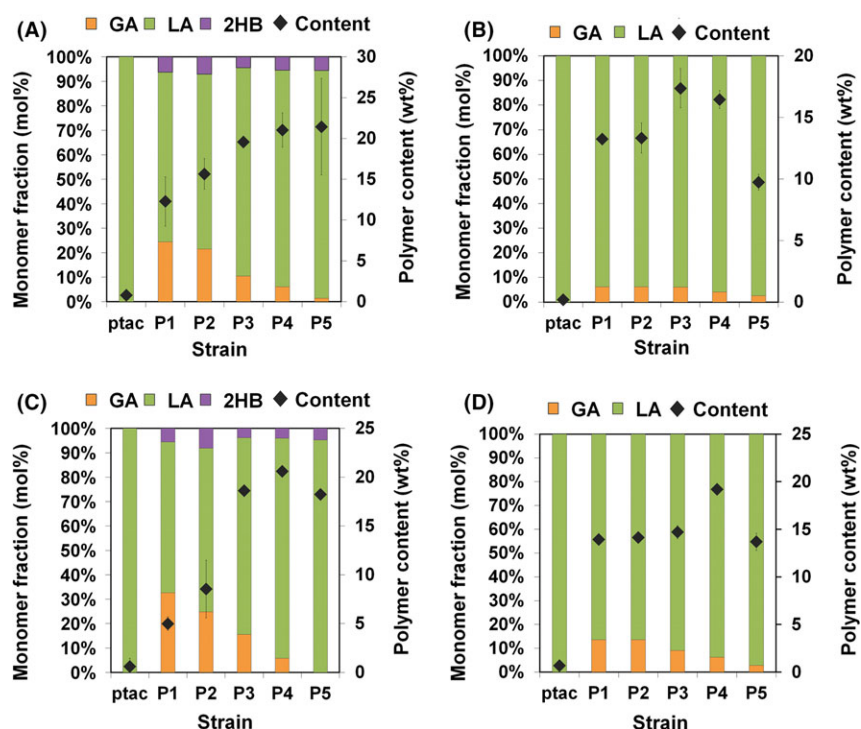 (A) GA LA 2HB Content
100% 30
90% 25
80%
70% 20
60%
50% 15
40%
30% 10
20% 5
10%
0% 0
Monomer fraction (mol%)
Polymer content (wt%)
ptac P1 P2 P3 P4 P5
Strain
(B) GA LA Content
100% 20
90%
80%
70% 15
60%
50% 10
40%
30%
20% 5
10%
0% 0
Monomer fraction (mol%)
Polymer content (wt%)
ptac P1 P2 P3 P4 P5
Strain
(C) GA LA 2HB Content
100% 25
90%
80% 20
70%
60% 15
50%
40% 10
30%
20% 5
10%
0% 0
Monomer fraction (mol%)
Polymer content (wt%)
ptac P1 P2 P3 P4 P5
Strain
(D) GA LA Content
100% 25
90%
80% 20
70%
60% 15
50%
40% 10
30%
20% 5
10%
0% 0
Monomer fraction (mol%)
Polymer content (wt%)
ptac P1 P2 P3 P4 P5
Strain